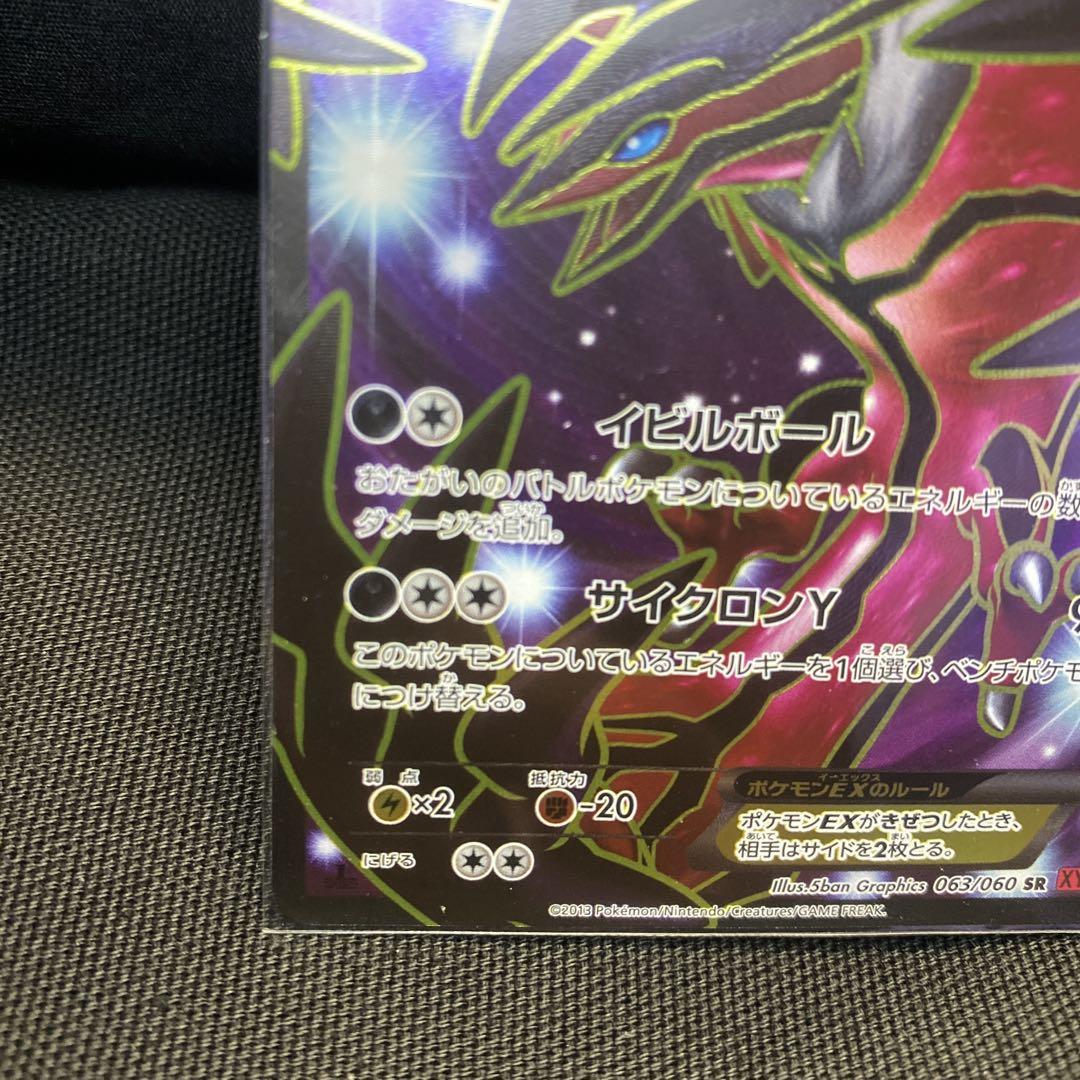 イビルボール
おたがいのバトルポケモンについているエネルギーの数
ダメージを追加。
サイクロンY
このポケモンについているエネルギーを1個選び、ベンチポケモ
につけ替える。
弱点 抵抗力
×2 -20
にげる
ポケモンEXのルール
ポケモンEXがきぜつしたとき、
相手はサイドを2枚とる。
Illus.5ban Graphics 063/060 SR XY
©2013 Pokémon/Nintendo/Creatures/GAME FREAK.